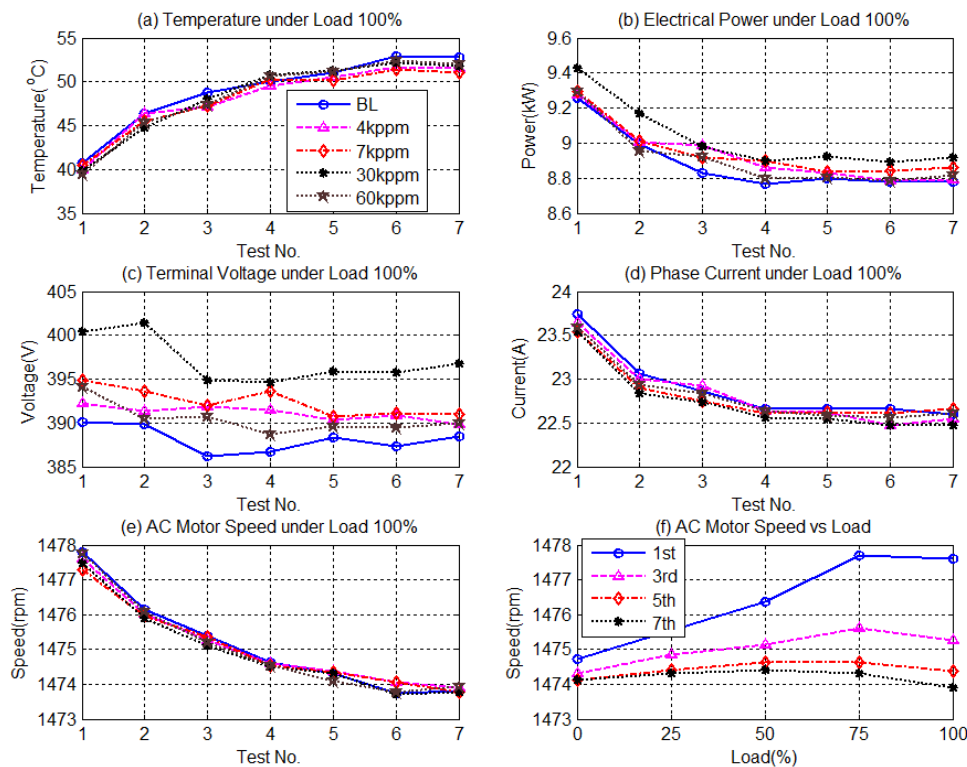 (a) Temperature under Load 100%
55
50
45
40
35
Temperature( °C)
1 2 3 4 5 6 7
Test No.
BL
4kppm
7kppm
30kppm
60kppm
(b) Electrical Power under Load 100%
9.6
9.4
9.2
9
8.8
8.6
Power(kW)
1 2 3 4 5 6 7
Test No.
(c) Terminal Voltage under Load 100%
405
400
395
390
385
Voltage(V)
1 2 3 4 5 6 7
Test No.
(d) Phase Current under Load 100%
24
23.5
23
22.5
22
Current(A)
1 2 3 4 5 6 7
Test No.
(e) AC Motor Speed under Load 100%
1478
1477
1476
1475
1474
1473
Speed(rpm)
1 2 3 4 5 6 7
Test No.
(f) AC Motor Speed vs Load
1478
1477
1476
1475
1474
1473
Speed(rpm)
1st
3rd
5th
7th
0 25 50 75 100
Load(%)